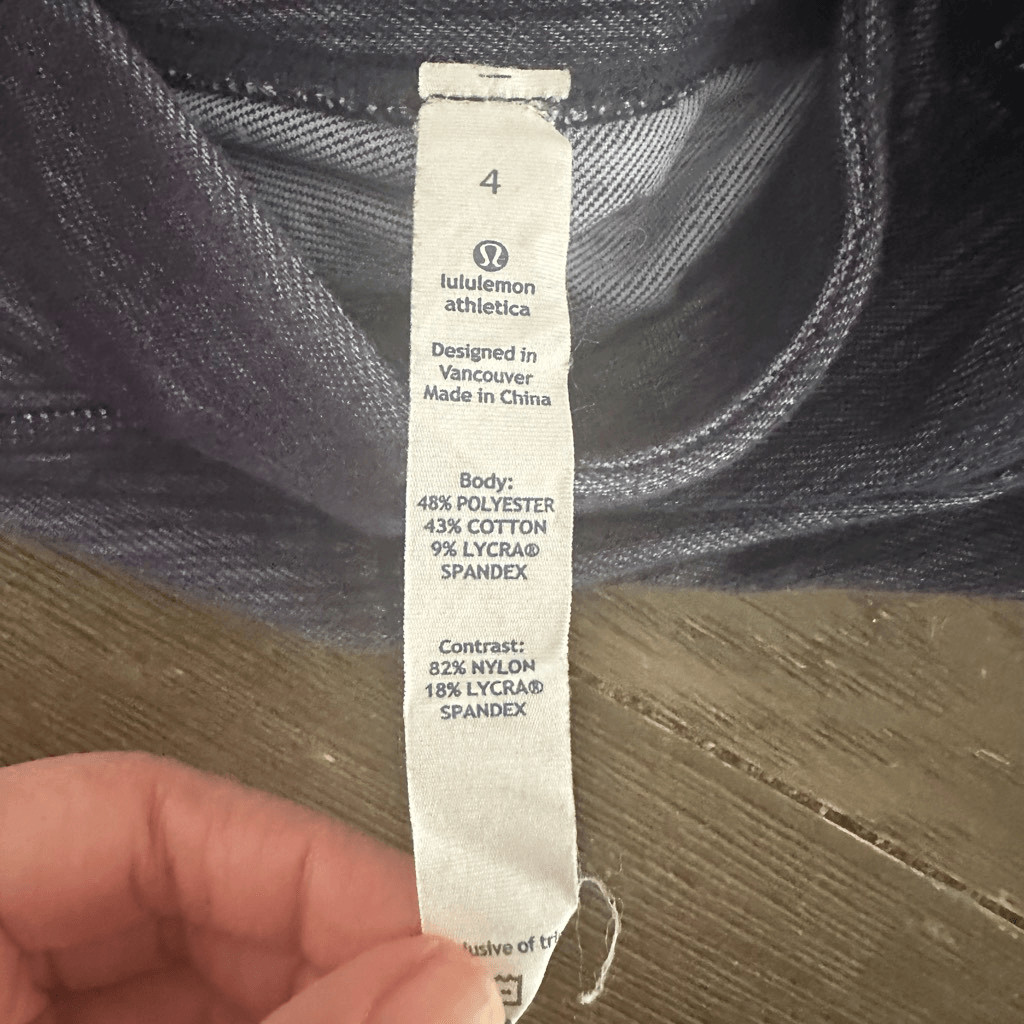 4
lululemon
athletica
Designed in
Vancouver
Made in China
Body:
48% POLYESTER
43% COTTON
9% LYCRA®
SPANDEX
Contrast:
82% NYLON
18% LYCRA®
SPANDEX
of